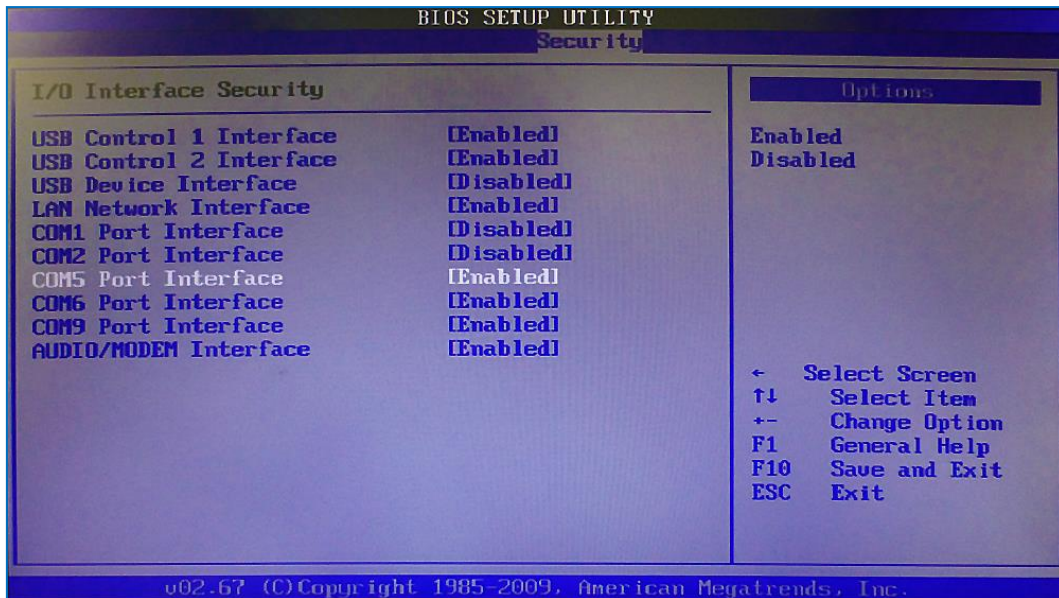 BIOS SETUP UTILITY
Security
I/O Interface Security
USB Control 1 Interface [Enabled]
USB Control 2 Interface [Enabled]
USB Device Interface [Disabled]
LAN Network Interface [Enabled]
COM1 Port Interface [Disabled]
COM2 Port Interface [Disabled]
COM5 Port Interface [Enabled]
COM6 Port Interface [Enabled]
COM9 Port Interface [Enabled]
AUDIO/MODEM Interface [Enabled]
Options
Enabled
Disabled
← Select Screen
↑↓ Select Item
+- Change Option
F1 General Help
F10 Save and Exit
ESC Exit
v02.67 (C)Copyright 1985-2009, American Megatrends, Inc.